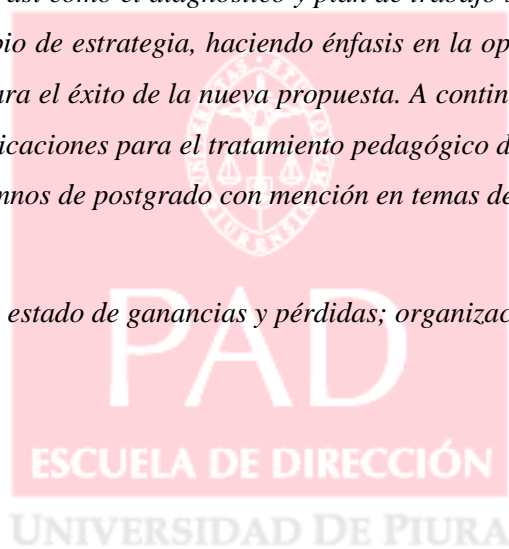 así como el diagnóstico y plan de trabajo s
pio de estrategia, haciendo énfasis en la op
ara el éxito de la nueva propuesta. A contin
icaciones para el tratamiento pedagógico d
mnos de postgrado con mención en temas de
estado de ganancias y pérdidas; organizac
PAD
ESCUELA DE DIRECCIÓN
UNIVERSIDAD DE PIURA